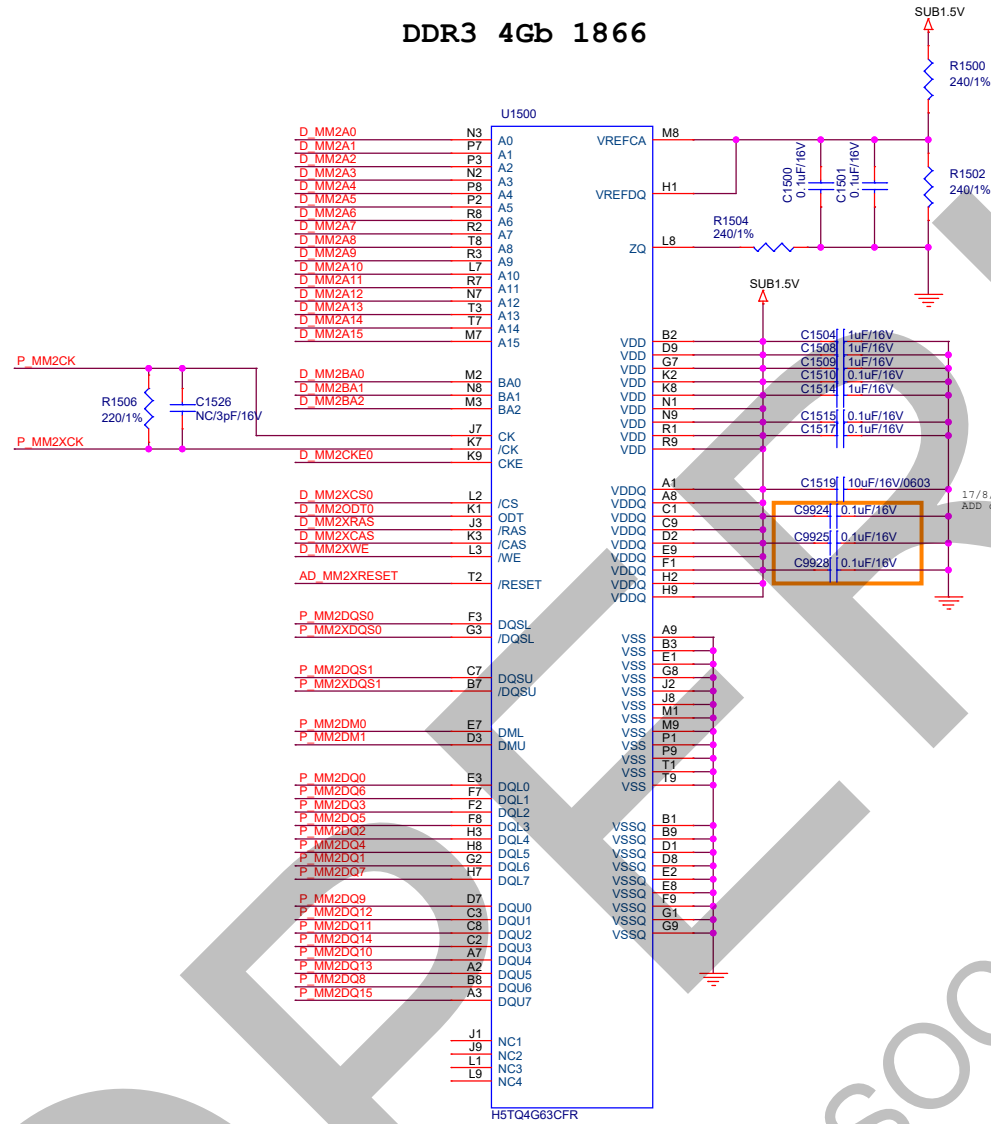 DDR3 4Gb 1866
SUB1.5V
R1500
240/1%
U1500
D_MM2A0 N3 A0
D_MM2A1 P7 A1
D_MM2A2 P3 A2
D_MM2A3 N2 A3
D_MM2A4 P8 A4
D_MM2A5 P2 A5
D_MM2A6 R8 A6
D_MM2A7 R2 A7
D_MM2A8 T8 A8
D_MM2A9 R3 A9
D_MM2A10 L7 A10
D_MM2A11 R7 A11
D_MM2A12 N7 A12
D_MM2A13 T3 A13
D_MM2A14 T7 A14
D_MM2A15 M7 A15
VREFCA M8
VREFDQ H1
ZQ L8
C1500
0.1uF/16V
C1501
0.1uF/16V
R1502
240/1%
R1504
240/1%
P_MM2CK
R1506
220/1%
C1526
NC/3pF/16V
P_MM2XCK
D_MM2BA0 M2 BA0
D_MM2BA1 N8 BA1
D_MM2BA2 M3 BA2
J7 CK
K7 /CK
D_MM2CKE0 K9 CKE
D_MM2XCS0 L2 /CS
D_MM2ODT0 K1 ODT
D_MM2XRAS J3 /RAS
D_MM2XCAS K3 /CAS
D_MM2XWE L3 /WE
AD_MM2XRESET T2 /RESET
P_MM2DQS0 F3 DQSL
P_MM2XDQS0 G3 /DQSL
P_MM2DQS1 C7 DQSU
P_MM2XDQS1 B7 /DQSU
P_MM2DM0 E7 DML
P_MM2DM1 D3 DMU
P_MM2DQ0 E3 DQL0
P_MM2DQ6 F7 DQL1
P_MM2DQ3 F2 DQL2
P_MM2DQ5 F8 DQL3
P_MM2DQ2 H3 DQL4
P_MM2DQ4 H8 DQL5
P_MM2DQ1 G2 DQL6
P_MM2DQ7 H7 DQL7
P_MM2DQ9 D7 DQU0
P_MM2DQ12 C3 DQU1
P_MM2DQ11 C8 DQU2
P_MM2DQ14 C2 DQU3
P_MM2DQ10 A7 DQU4
P_MM2DQ13 A2 DQU5
P_MM2DQ8 B8 DQU6
P_MM2DQ15 A3 DQU7
J1 NC1
J9 NC2
L1 NC3
L9 NC4
SUB1.5V
VDD B2 C1504 1uF/16V
VDD D9 C1508 1uF/16V
VDD G7 C1509 1uF/16V
VDD K2 C1510 0.1uF/16V
VDD K8 C1514 1uF/16V
VDD N1
VDD N9 C1515 0.1uF/16V
VDD R1 C1517 0.1uF/16V
VDD R9
VDDQ A1 C1519 10uF/16V/0603
VDDQ A8
VDDQ C1 C9924 0.1uF/16V
VDDQ C9
VDDQ D2 C9925 0.1uF/16V
VDDQ E9
VDDQ F1 C9928 0.1uF/16V
VDDQ H2
VDDQ H9
17/8/
ADD
VSS A9
VSS B3
VSS E1
VSS G8
VSS J2
VSS J8
VSS M1
VSS M9
VSS P1
VSS P9
VSS T1
VSS T9
VSSQ B1
VSSQ B9
VSSQ D1
VSSQ D8
VSSQ E2
VSSQ E8
VSSQ F9
VSSQ G1
VSSQ G9
H5TQ4G63CFR